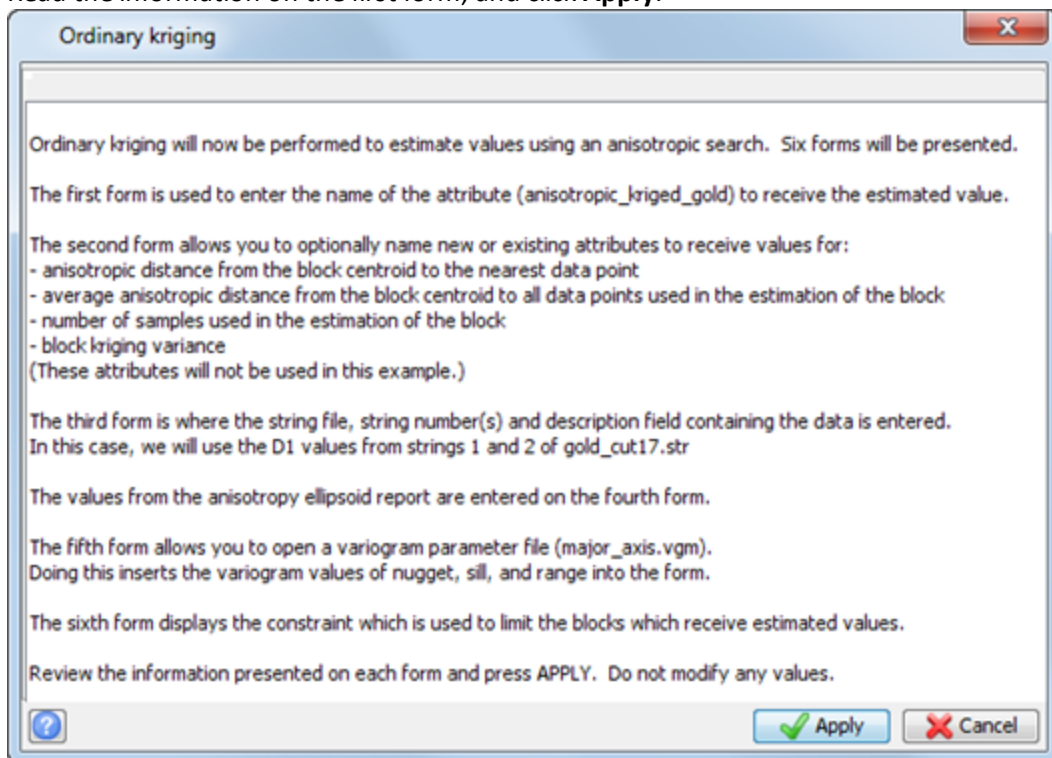 Ordinary kriging
Ordinary kriging will now be performed to estimate values using an anisotropic search. Six forms will be presented.
The first form is used to enter the name of the attribute (anisotropic_kriged_gold) to receive the estimated value.
The second form allows you to optionally name new or existing attributes to receive values for:
- anisotropic distance from the block centroid to the nearest data point
- average anisotropic distance from the block centroid to all data points used in the estimation of the block
- number of samples used in the estimation of the block
- block kriging variance
(These attributes will not be used in this example.)
The third form is where the string file, string number(s) and description field containing the data is entered.
In this case, we will use the D1 values from strings 1 and 2 of gold_cut17.str
The values from the anisotropy ellipsoid report are entered on the fourth form.
The fifth form allows you to open a variogram parameter file (major_axis.vgm).
Doing this inserts the variogram values of nugget, sill, and range into the form.
The sixth form displays the constraint which is used to limit the blocks which receive estimated values.
Review the information presented on each form and press APPLY. Do not modify any values.
Apply Cancel